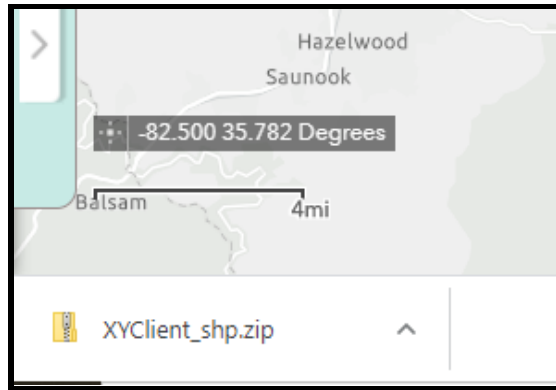 Hazelwood
Saunook
-82.500 35.782 Degrees
Balsam
4mi
XYClient_shp.zip